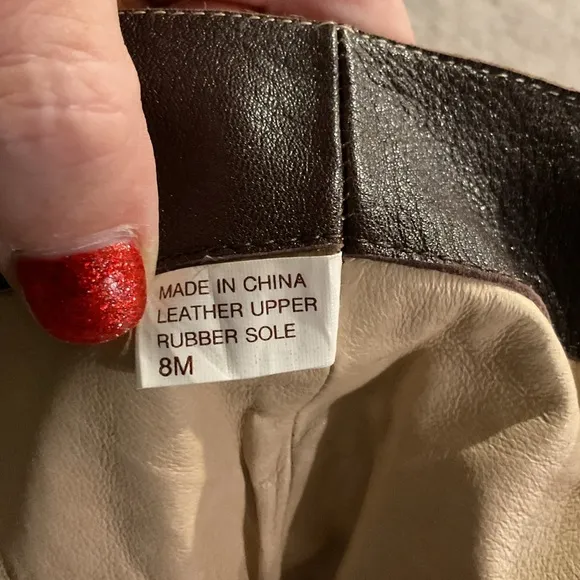 MADE IN CHINA
LEATHER UPPER
RUBBER SOLE
8M